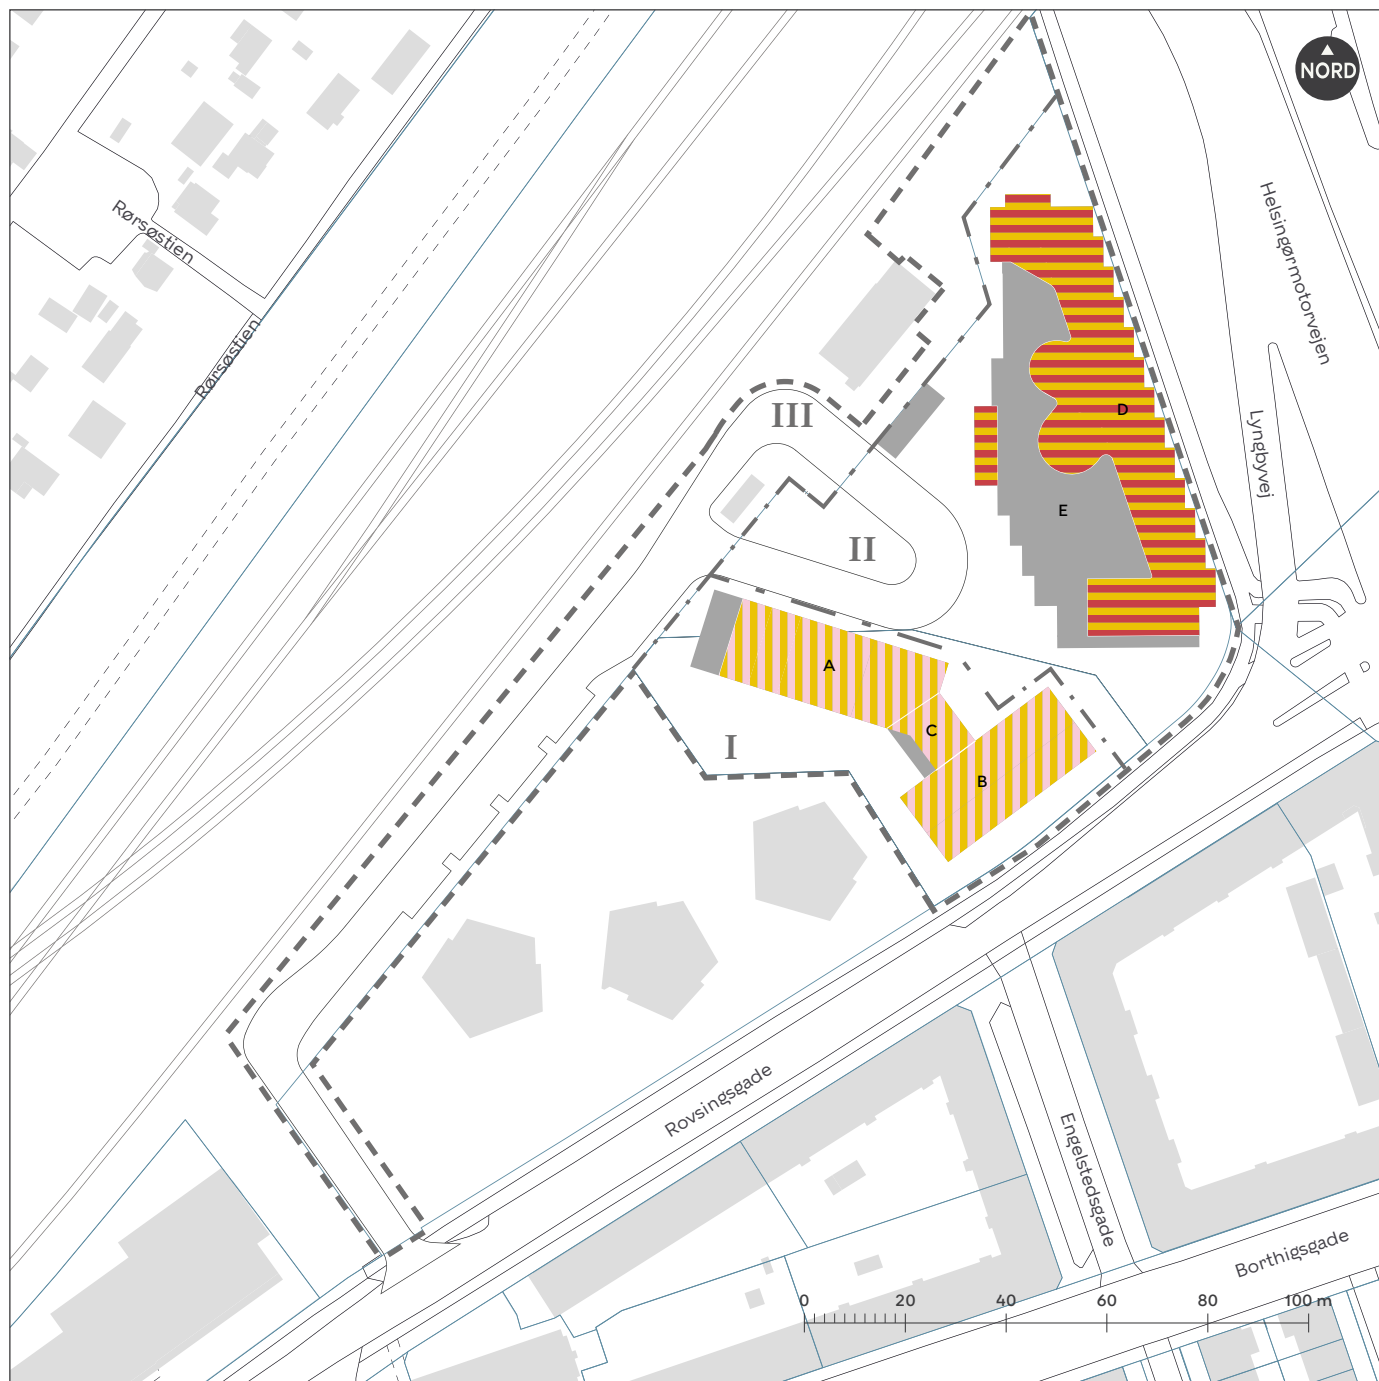 NORD
Rørsøstien
Rørsøstien
Helsingørmotorvejen
Lyngbyvej
III
D
II
E
A
C
I
B
Rovsingsgade
Engelstedsgade
Borthigsgade
0 20 40 60 80 100 m